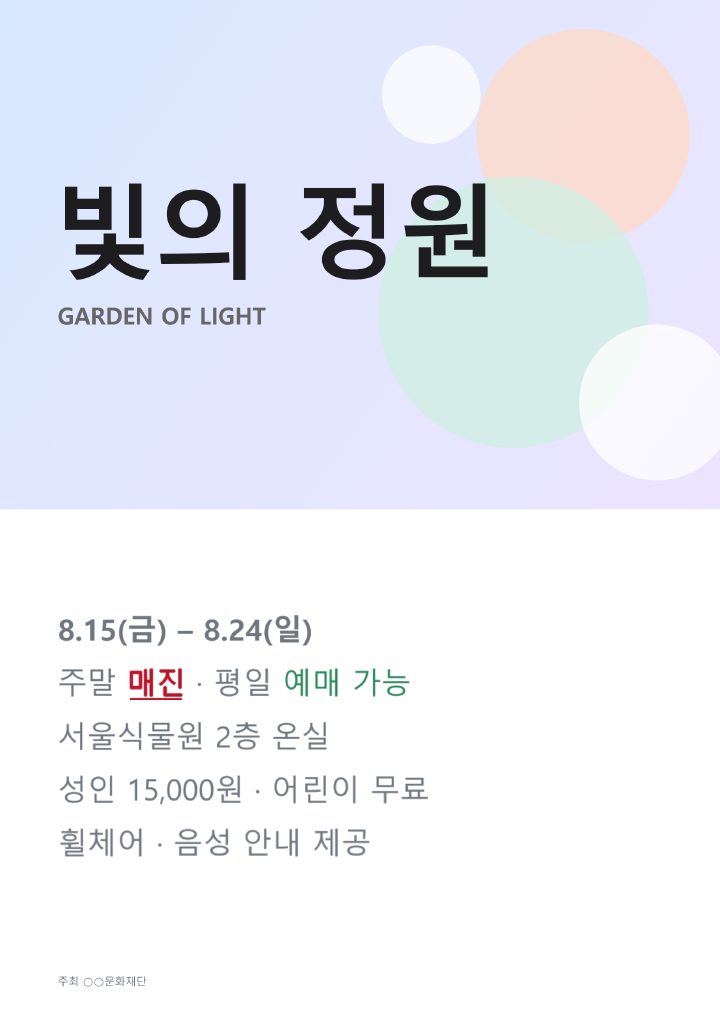 빛의 정원
GARDEN OF LIGHT
8.15(금) – 8.24(일)
주말 매진 · 평일 예매 가능
서울식물원 2층 온실
성인 15,000원 · 어린이 무료
휠체어 · 음성 안내 제공
주최 ○○문화재단